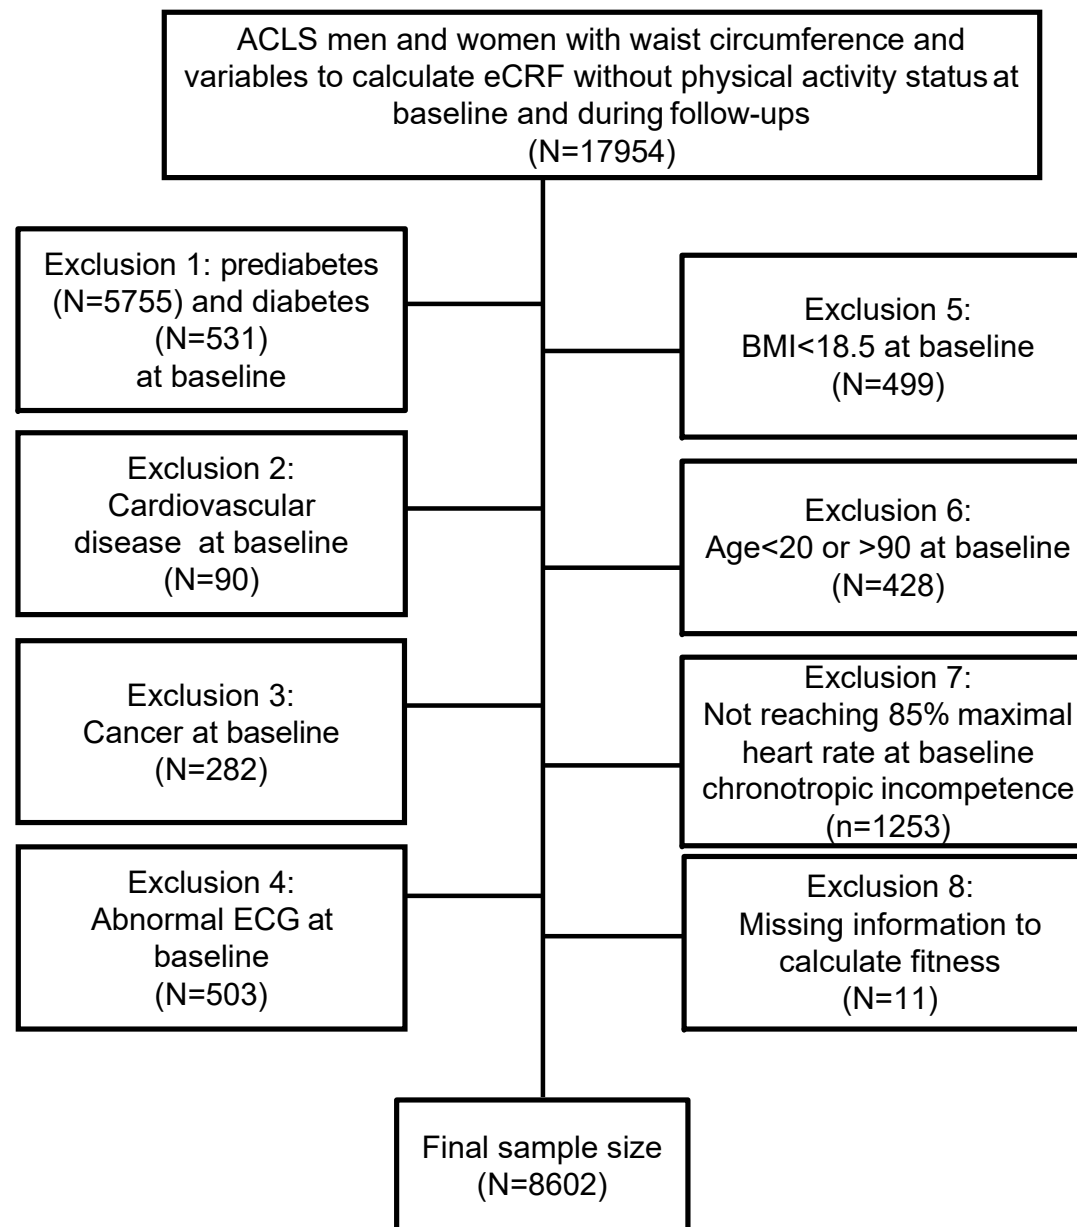 ACLS men and women with waist circumference and
variables to calculate eCRF without physical activity status at
baseline and during follow-ups
(N=17954)
Exclusion 1: prediabetes
(N=5755) and diabetes
(N=531)
at baseline
Exclusion 2:
Cardiovascular
disease at baseline
(N=90)
Exclusion 3:
Cancer at baseline
(N=282)
Exclusion 4:
Abnormal ECG at
baseline
(N=503)
Exclusion 5:
BMI<18.5 at baseline
(N=499)
Exclusion 6:
Age<20 or >90 at baseline
(N=428)
Exclusion 7:
Not reaching 85% maximal
heart rate at baseline
chronotropic incompetence
(n=1253)
Exclusion 8:
Missing information to
calculate fitness
(N=11)
Final sample size
(N=8602)